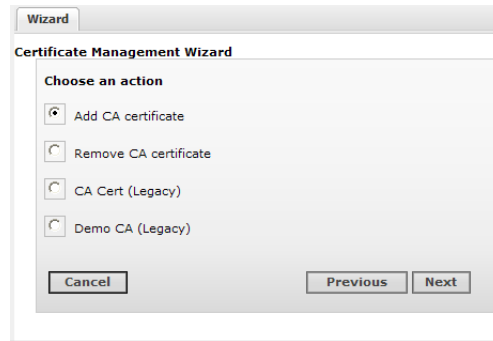 Wizard
Certificate Management Wizard
Choose an action
Add CA certificate
Remove CA certificate
CA Cert (Legacy)
Demo CA (Legacy)
Cancel Previous Next